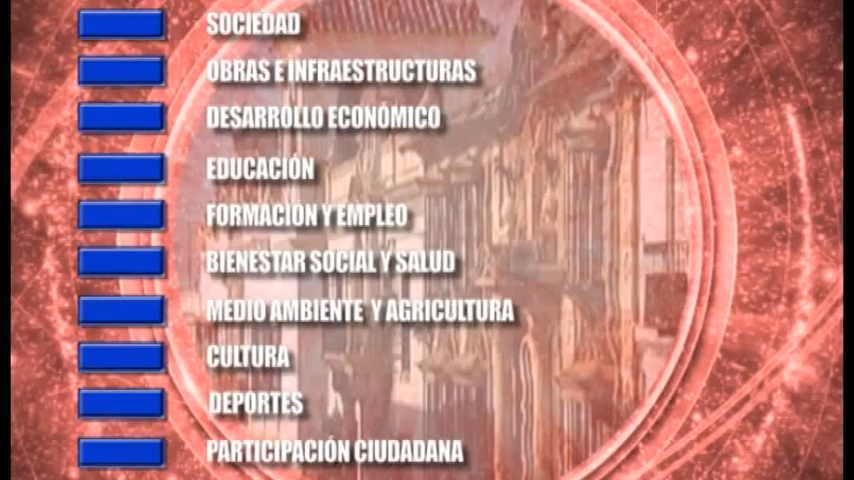 SOCIEDAD
OBRAS E INFRAESTRUCTURAS
DESARROLLO ECONÓMICO
EDUCACIÓN
FORMACIÓN Y EMPLEO
BIENESTAR SOCIAL Y SALUD
MEDIO AMBIENTE Y AGRICULTURA
CULTURA
DEPORTES
PARTICIPACIÓN CIUDADANA